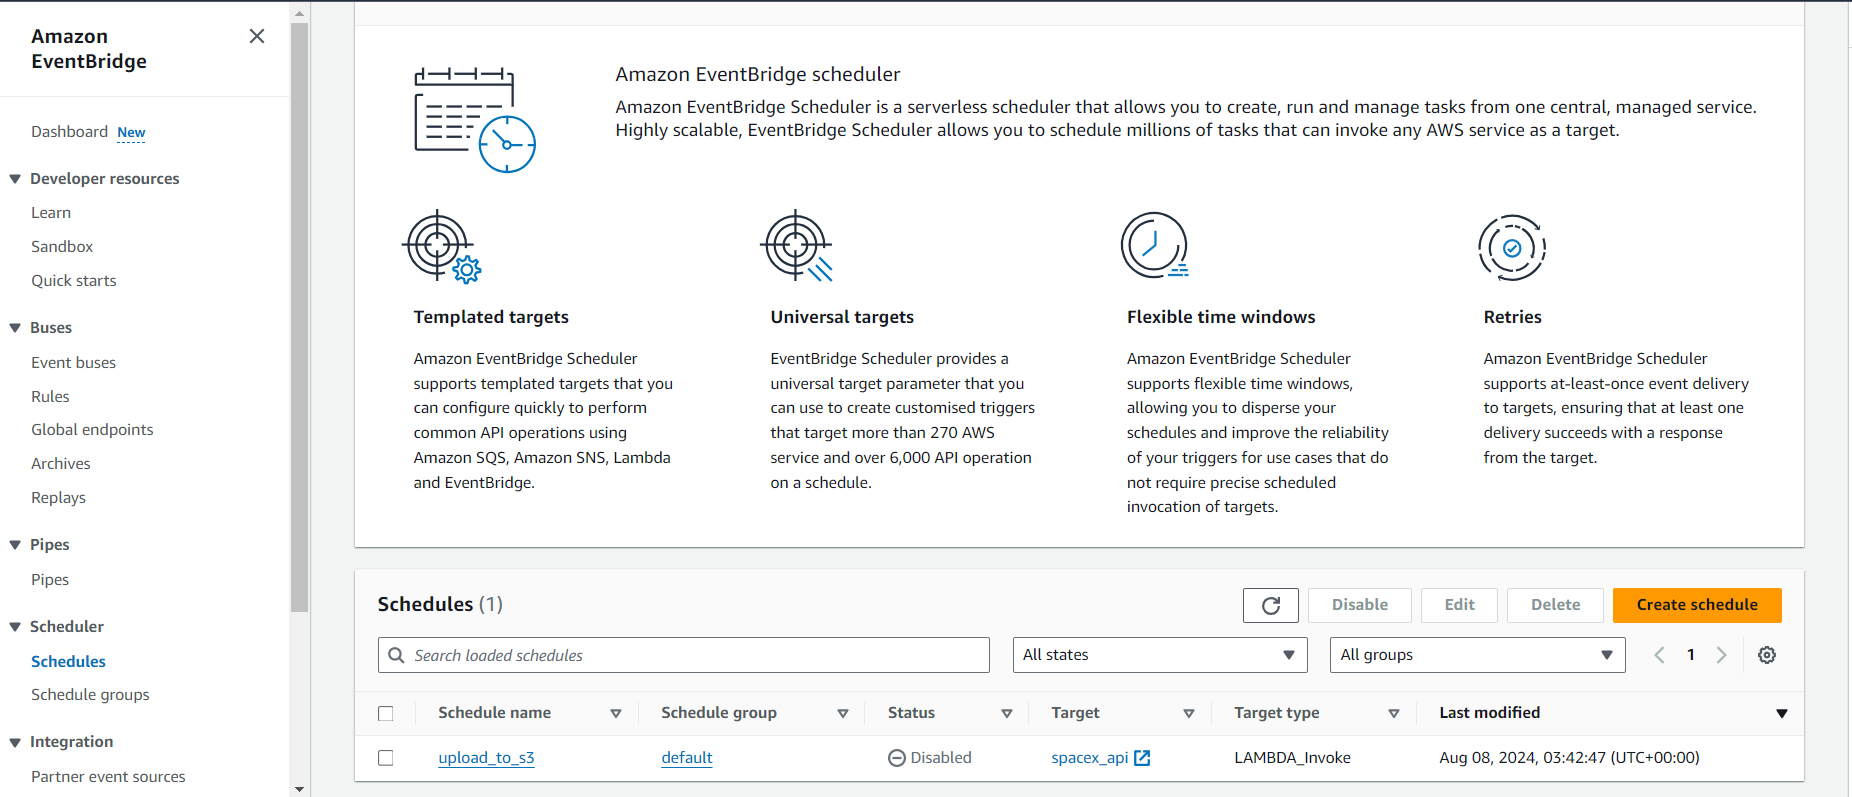 Amazon
EventBridge
Dashboard New
Developer resources
Learn
Sandbox
Quick starts
Buses
Event buses
Rules
Global endpoints
Archives
Replays
Pipes
Pipes
Scheduler
Schedules
Schedule groups
Integration
Partner event sources
Amazon EventBridge scheduler
Amazon EventBridge Scheduler is a serverless scheduler that allows you to create, run and manage tasks from one central, managed service.
Highly scalable, EventBridge Scheduler allows you to schedule millions of tasks that can invoke any AWS service as a target.
Templated targets
Amazon EventBridge Scheduler
supports templated targets that you
can configure quickly to perform
common API operations using
Amazon SQS, Amazon SNS, Lambda
and EventBridge.
Universal targets
EventBridge Scheduler provides a
universal target parameter that you
can use to create customised triggers
that target more than 270 AWS
service and over 6,000 API operation
on a schedule.
Flexible time windows
Amazon EventBridge Scheduler
supports flexible time windows,
allowing you to disperse your
schedules and improve the reliability
of your triggers for use cases that do
not require precise scheduled
invocation of targets.
Retries
Amazon EventBridge Scheduler
supports at-least-once event delivery
to targets, ensuring that at least one
delivery succeeds with a response
from the target.
Schedules (1)
Disable Edit Delete Create schedule
Search loaded schedules All states All groups 1
Schedule name Schedule group Status Target Target type Last modified
upload_to_s3 default Disabled spacex_api LAMBDA_Invoke Aug 08, 2024, 03:42:47 (UTC+00:00)